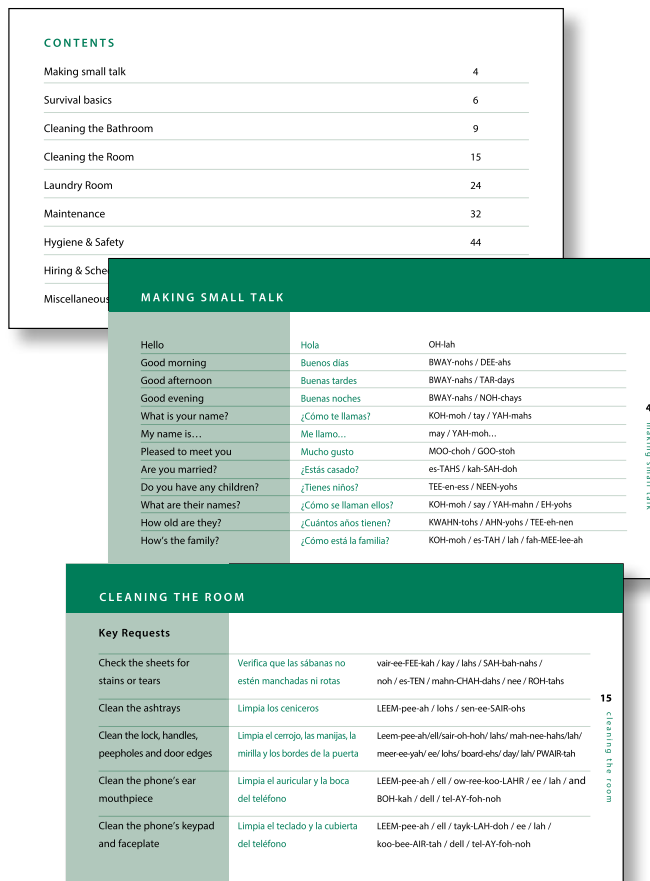 CONTENTS
Making small talk 4
Survival basics 6
Cleaning the Bathroom 9
Cleaning the Room 15
Laundry Room 24
Maintenance 32
Hygiene & Safety 44
Hiring &
Miscellaneous
MAKING SMALL TALK
Hello Hola OH-lah
Good morning Buenos días BWAY-nohs / DEE-ahs
Good afternoon Buenas tardes BWAY-nahs / TAR-days
Good evening Buenas noches BWAY-nahs / NOH-chays
What is your name? ¿Cómo te llamas? KOH-moh / tay / YAH-mahs
My name is… Me llamo… may / YAH-moh…
Pleased to meet you Mucho gusto MOO-choh / GOO-stoh
Are you married? ¿Estás casado? es-TAHS / kah-SAH-doh
Do you have any children? ¿Tienes niños? TEE-en-ess / NEEN-yohs
What are their names? ¿Cómo se llaman ellos? KOH-moh / say / YAH-mahn / EH-yohs
How old are they? ¿Cuántos años tienen? KWAHN-tohs / AHN-yohs / TEE-eh-nen
How's the family? ¿Cómo está la familia? KOH-moh / es-TAH / lah / fah-MEE-lee-ah
4
making small talk
CLEANING THE ROOM
Key Requests
Check the sheets for Verifica que las sábanas no vair-ee-FEE-kah / kay / lahs / SAH-bah-nahs /
stains or tears estén manchadas ni rotas noh / es-TEN / mahn-CHAH-dahs / nee / ROH-tahs
Clean the ashtrays Limpia los ceniceros LEEM-pee-ah / lohs / sen-ee-SAIR-ohs
Clean the lock, handles, Limpia el cerrojo, las manijas, la Leem-pee-ah/ell/sair-oh-hoh/ lahs/ mah-nee-hahs/lah/
peepholes and door edges mirilla y los bordes de la puerta meer-ee-yah/ ee/ lohs/ board-ehs/ day/ lah/ PWAIR-tah
Clean the phone's ear Limpia el auricular y la boca LEEM-pee-ah / ell / ow-ree-koo-LAHR / ee / lah / and
mouthpiece del teléfono BOH-kah / dell / tel-AY-foh-noh
Clean the phone's keypad Limpia el teclado y la cubierta LEEM-pee-ah / ell / tayk-LAH-doh / ee / lah /
and faceplate del teléfono koo-bee-AIR-tah / dell / tel-AY-foh-noh
15
cleaning the room